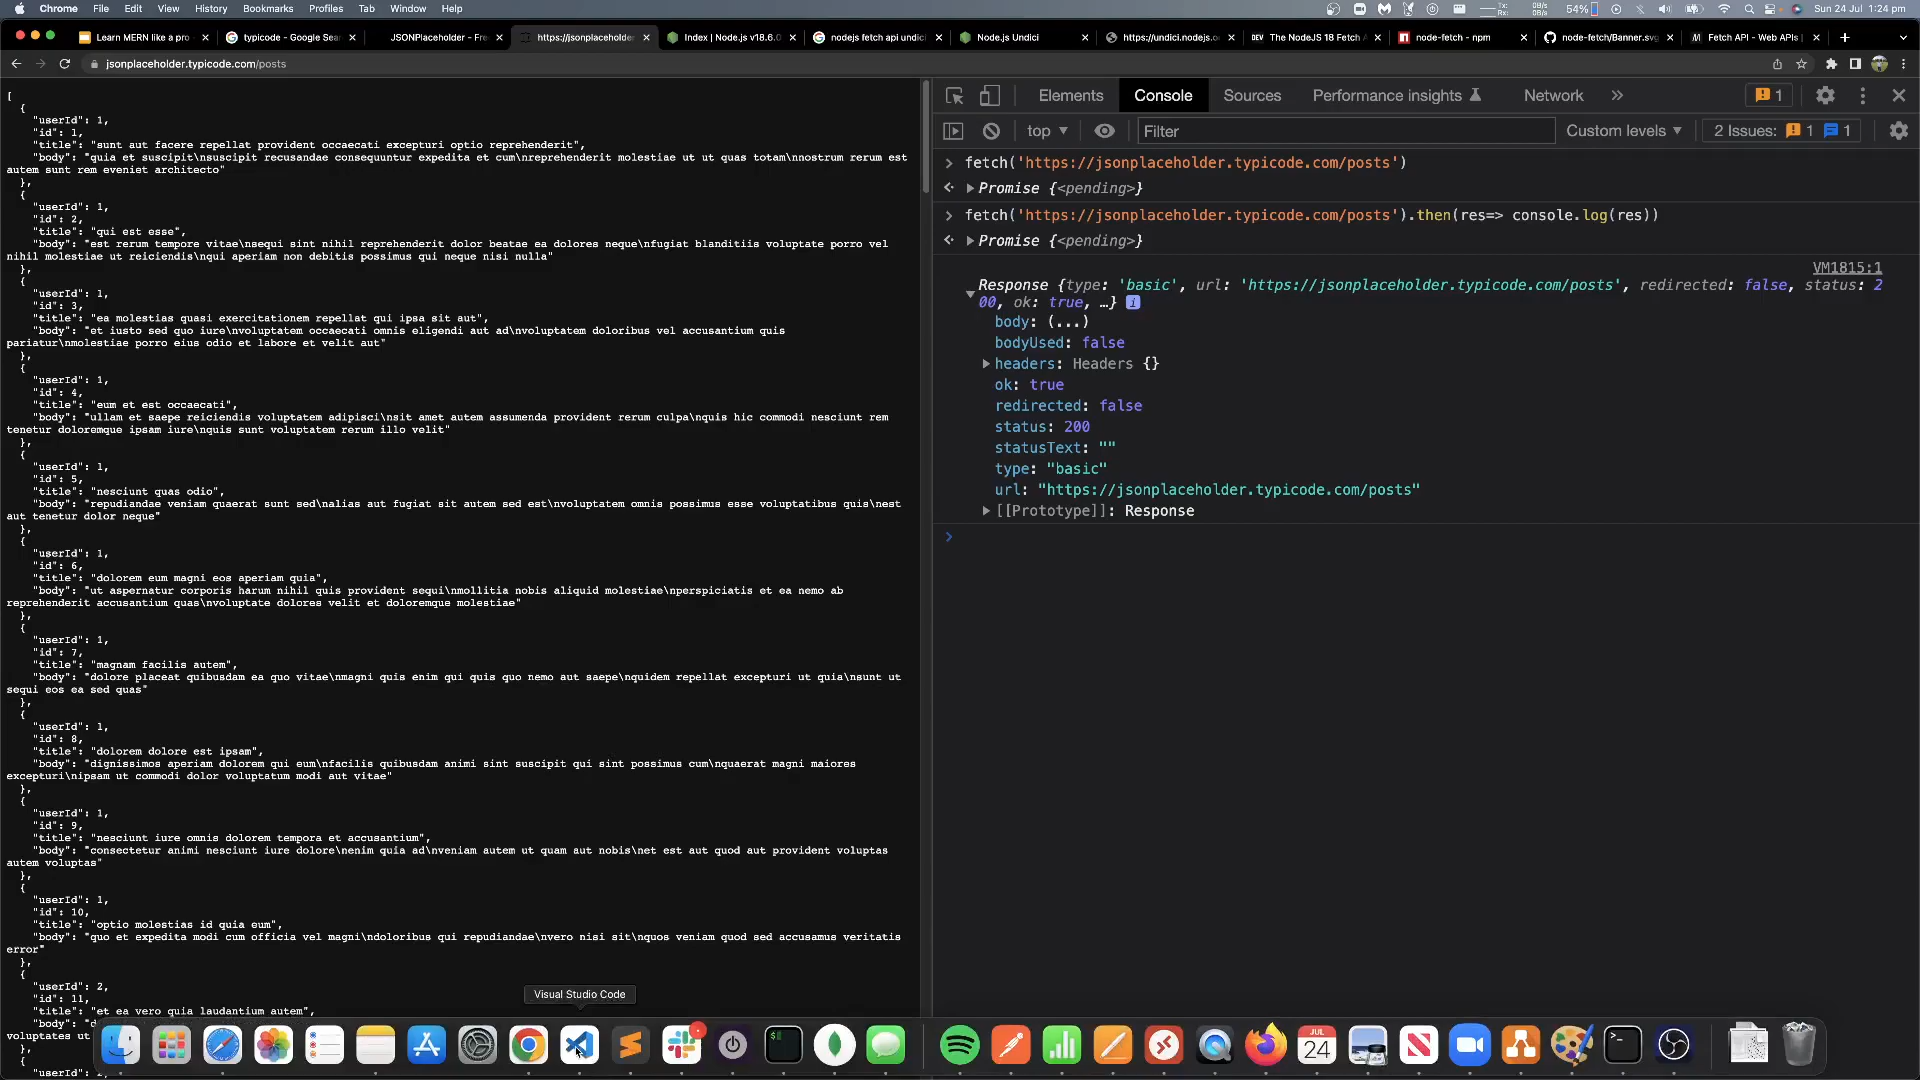 Chrome File Edit View History Bookmarks Profiles Tab Window Help 54% Sun 24 Jul 1:24 pm
Learn MERN like a pro typicode - Google Sea JSONPlaceholder - Fre https://jsonplaceholde Index | Node.js v18.6.0 nodejs fetch api undici Node.js Undici https://undici.nodejs.o The NodeJS 18 Fetch A node-fetch - npm node-fetch/Banner.svg Fetch API - Web APIs |
jsonplaceholder.typicode.com/posts
[
{
"userId": 1,
"id": 1,
"title": "sunt aut facere repellat provident occaecati excepturi optio reprehenderit",
"body": "quia et suscipit\nsuscipit recusandae consequuntur expedita et cum\nreprehenderit molestiae ut ut quas totam\nnostrum rerum est
autem sunt rem eveniet architecto"
},
{
"userId": 1,
"id": 2,
"title": "qui est esse",
"body": "est rerum tempore vitae\nsequi sint nihil reprehenderit dolor beatae ea dolores neque\nfugiat blanditiis voluptate porro vel
nihil molestiae ut reiciendis\nqui aperiam non debitis possimus qui neque nisi nulla"
},
{
"userId": 1,
"id": 3,
"title": "ea molestias quasi exercitationem repellat qui ipsa sit aut",
"body": "et iusto sed quo iure\nvoluptatem occaecati omnis eligendi aut ad\nvoluptatem doloribus vel accusantium quis
pariatur\nmolestiae porro eius odio et labore et velit aut"
},
{
"userId": 1,
"id": 4,
"title": "eum et est occaecati",
"body": "ullam et saepe reiciendis voluptatem adipisci\nsit amet autem assumenda provident rerum culpa\nquis hic commodi nesciunt rem
tenetur doloremque ipsam iure\nquis sunt voluptatem rerum illo velit"
},
{
"userId": 1,
"id": 5,
"title": "nesciunt quas odio",
"body": "repudiandae veniam quaerat sunt sed\nalias aut fugiat sit autem sed est\nvoluptatem omnis possimus esse voluptatibus quis\nest
aut tenetur dolor neque"
},
{
"userId": 1,
"id": 6,
"title": "dolorem eum magni eos aperiam quia",
"body": "ut aspernatur corporis harum nihil quis provident sequi\nmollitia nobis aliquid molestiae\nperspiciatis et ea nemo ab
reprehenderit accusantium quas\nvoluptate dolores velit et doloremque molestiae"
},
{
"userId": 1,
"id": 7,
"title": "magnam facilis autem",
"body": "dolore placeat quibusdam ea quo vitae\nmagni quis enim qui quis quo nemo aut saepe\nquidem repellat excepturi ut quia\nsunt ut
sequi eos ea sed quas"
},
{
"userId": 1,
"id": 8,
"title": "dolorem dolore est ipsam",
"body": "dignissimos aperiam dolorem qui eum\nfacilis quibusdam animi sint suscipit qui sint possimus cum\nquaerat magni maiores
excepturi\nipsam ut commodi dolor voluptatum modi aut vitae"
},
{
"userId": 1,
"id": 9,
"title": "nesciunt iure omnis dolorem tempora et accusantium",
"body": "consectetur animi nesciunt iure dolore\nenim quia ad\nveniam autem ut quam aut nobis\net est aut quod aut provident voluptas
autem voluptas"
},
{
"userId": 1,
"id": 10,
"title": "optio molestias id quia eum",
"body": "quo et expedita modi cum officia vel magni\ndoloribus qui repudiandae\nvero nisi sit\nquos veniam quod sed accusamus veritatis
error"
},
{
"userId": 2,
"id": 11,
"title": "et ea vero quia laudantium autem",
"body": "d
voluptates ut
},
{
"userId": 2,
Elements Console Sources Performance insights Network » 1
top Filter Custom levels 2 Issues: 1 1
fetch('https://jsonplaceholder.typicode.com/posts')
Promise {<pending>}
fetch('https://jsonplaceholder.typicode.com/posts').then(res=> console.log(res))
Promise {<pending>}
VM1815:1
Response {type: 'basic', url: 'https://jsonplaceholder.typicode.com/posts', redirected: false, status: 2
00, ok: true, …}
body: (...)
bodyUsed: false
headers: Headers {}
ok: true
redirected: false
status: 200
statusText: ""
type: "basic"
url: "https://jsonplaceholder.typicode.com/posts"
[[Prototype]]: Response
Visual Studio Code
JUL
24